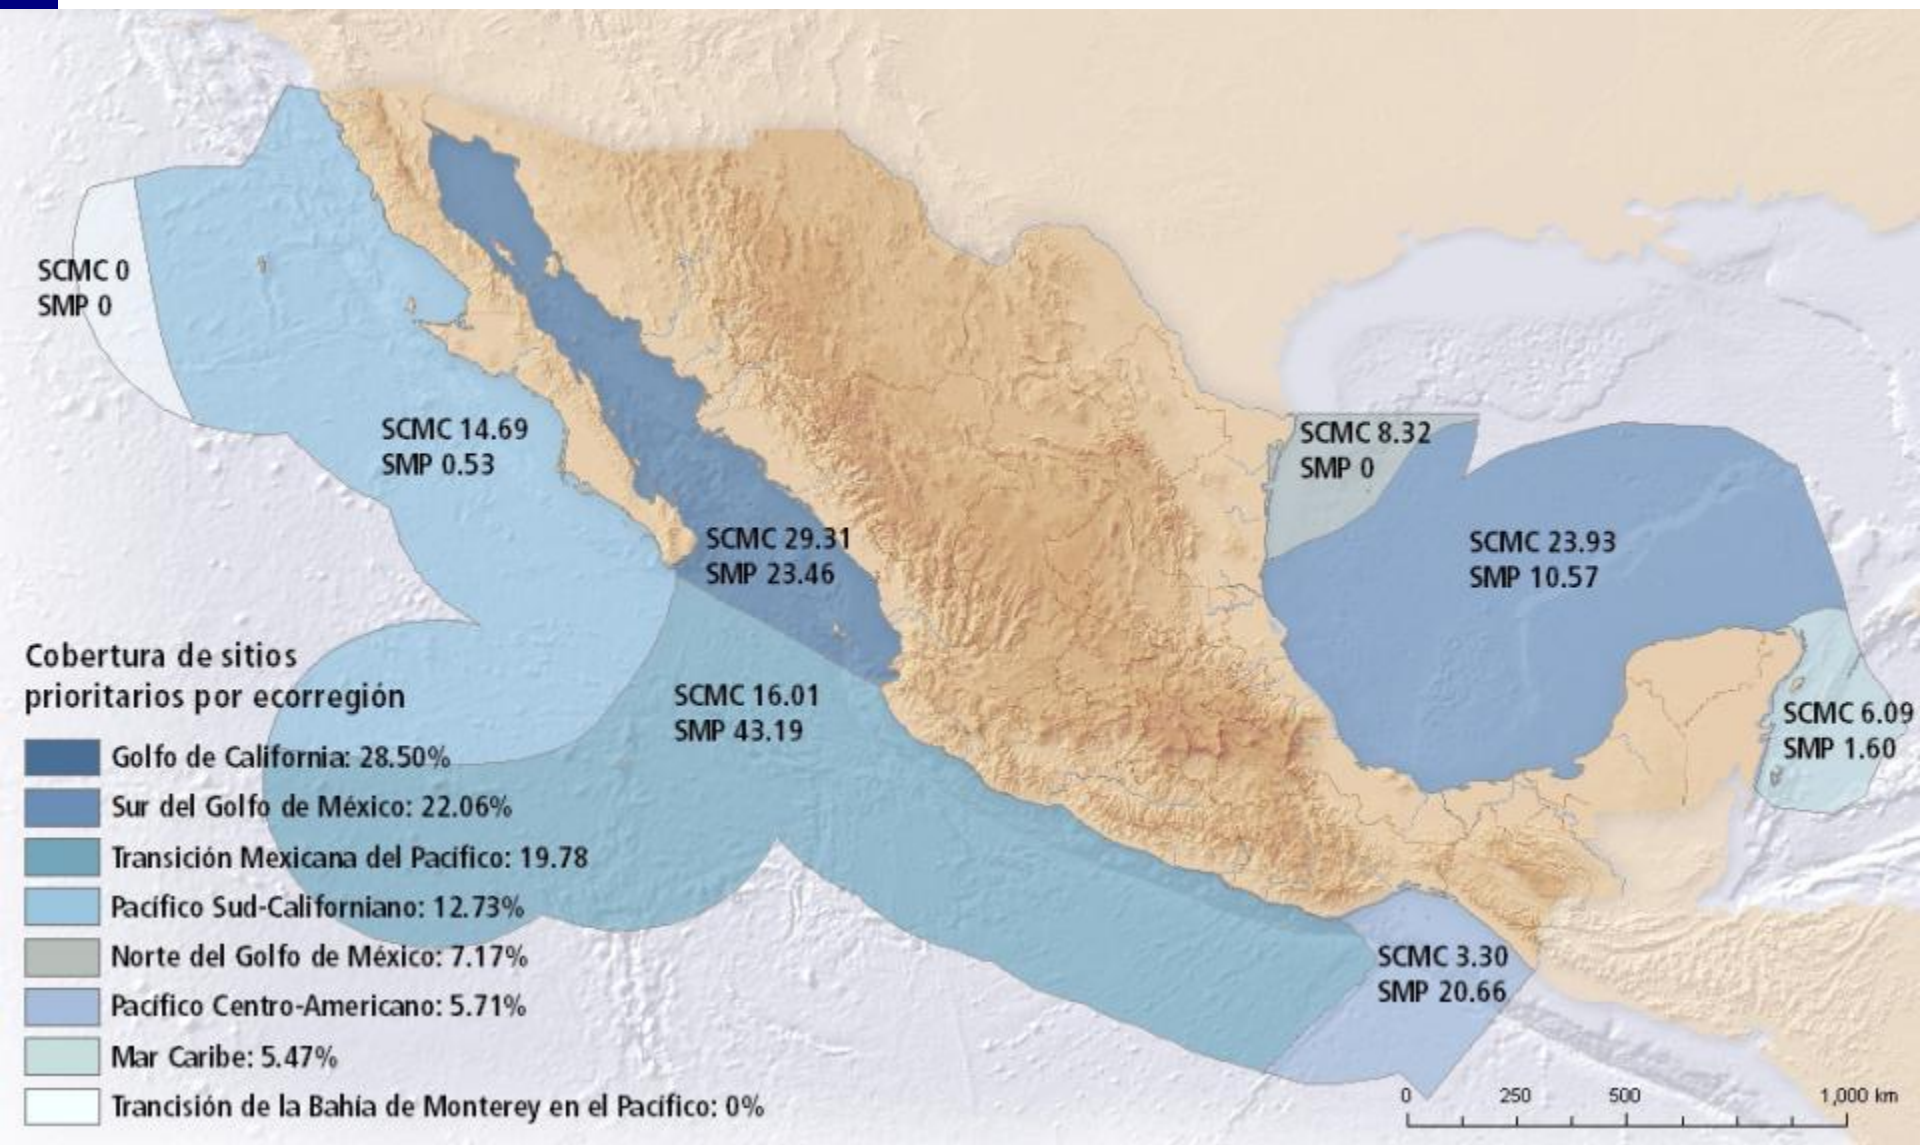 SCMC 0
SMP 0
SCMC 14.69
SMP 0.53
SCMC 29.31
SMP 23.46
SCMC 16.01
SMP 43.19
SCMC 8.32
SMP 0
SCMC 23.93
SMP 10.57
SCMC 6.09
SMP 1.60
SCMC 3.30
SMP 20.66
Cobertura de sitios
prioritarios por ecorregión
Golfo de California: 28.50%
Sur del Golfo de México: 22.06%
Transición Mexicana del Pacífico: 19.78
Pacífico Sud-Californiano: 12.73%
Norte del Golfo de México: 7.17%
Pacífico Centro-Americano: 5.71%
Mar Caribe: 5.47%
Trancisión de la Bahía de Monterey en el Pacífico: 0%
0 250 500 1,000 km